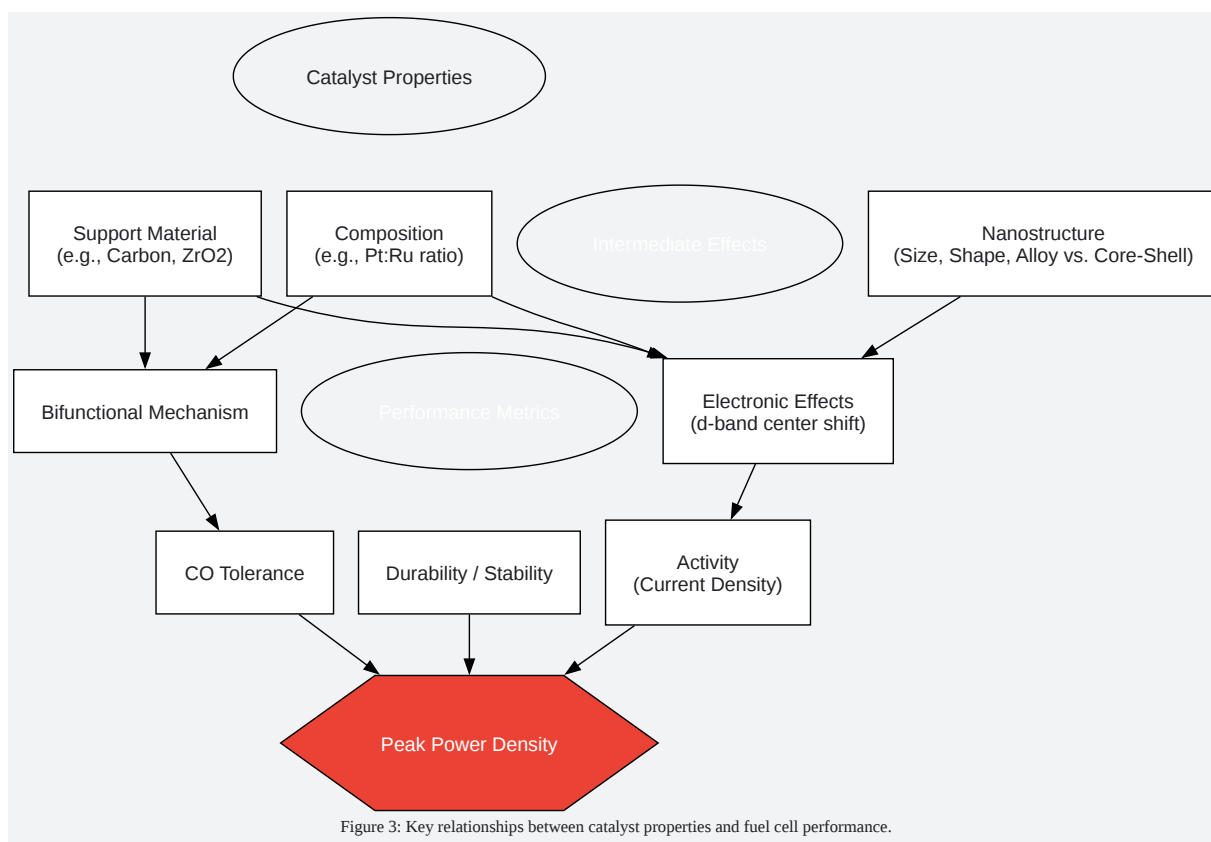 Catalyst Properties
Support Material
(e.g., Carbon, ZrO2)
Composition
(e.g., Pt:Ru ratio)
Intermediate Effects
Nanostructure
(Size, Shape, Alloy vs. Core-Shell)
Bifunctional Mechanism
Performance Metrics
Electronic Effects
(d-band center shift)
CO Tolerance
Durability / Stability
Activity
(Current Density)
Peak Power Density
Figure 3: Key relationships between catalyst properties and fuel cell performance.